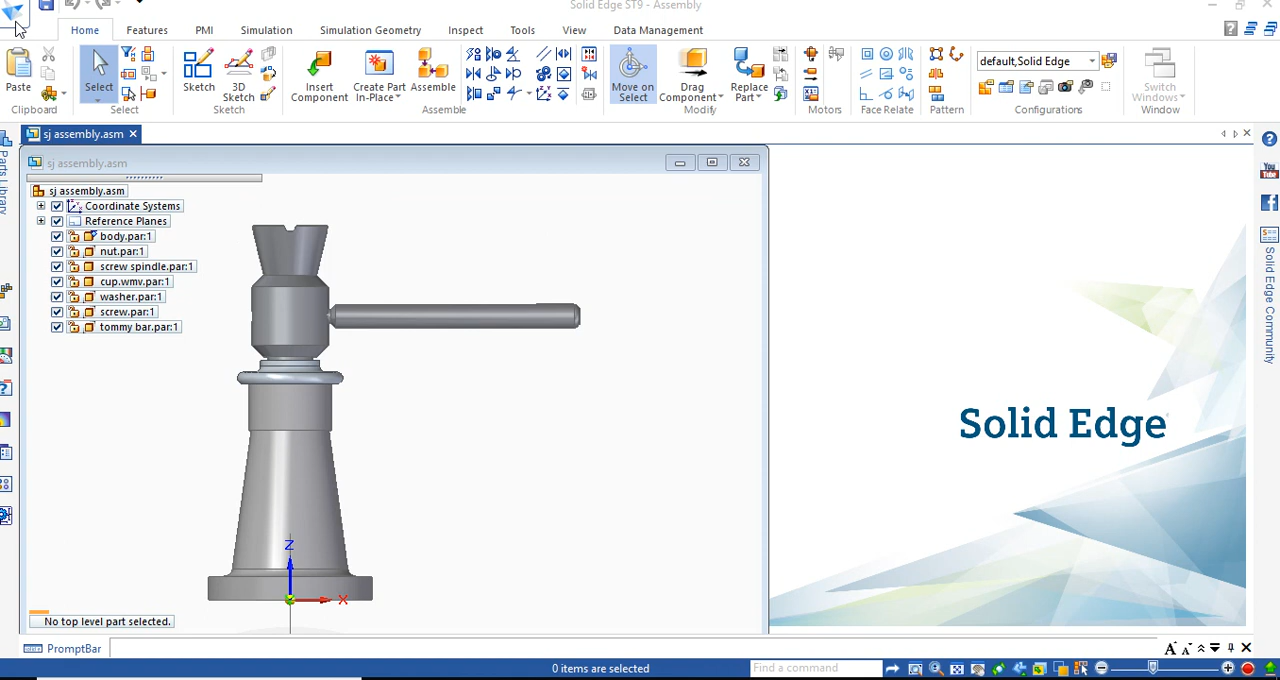 Solid Edge ST9 - Assembly
Home Features PMI Simulation Simulation Geometry Inspect Tools View Data Management
Paste
Select
Sketch
3D
Sketch
Insert
Component
Create Part
In-Place
Assemble
Move on
Select
Drag
Component
Replace
Part
default,Solid Edge
Switch
Windows
Clipboard Select Sketch Assemble Modify Motors Face Relate Pattern Configurations Window
sj assembly.asm
sj assembly.asm
sj assembly.asm
Coordinate Systems
Reference Planes
body.par:1
nut.par:1
screw spindle.par:1
cup.wmv.par:1
washer.par:1
screw.par:1
tommy bar.par:1
Z
X
No top level part selected.
Parts Library
Solid Edge
You
Tube
Solid Edge Community
PromptBar
0 items are selected
Find a command